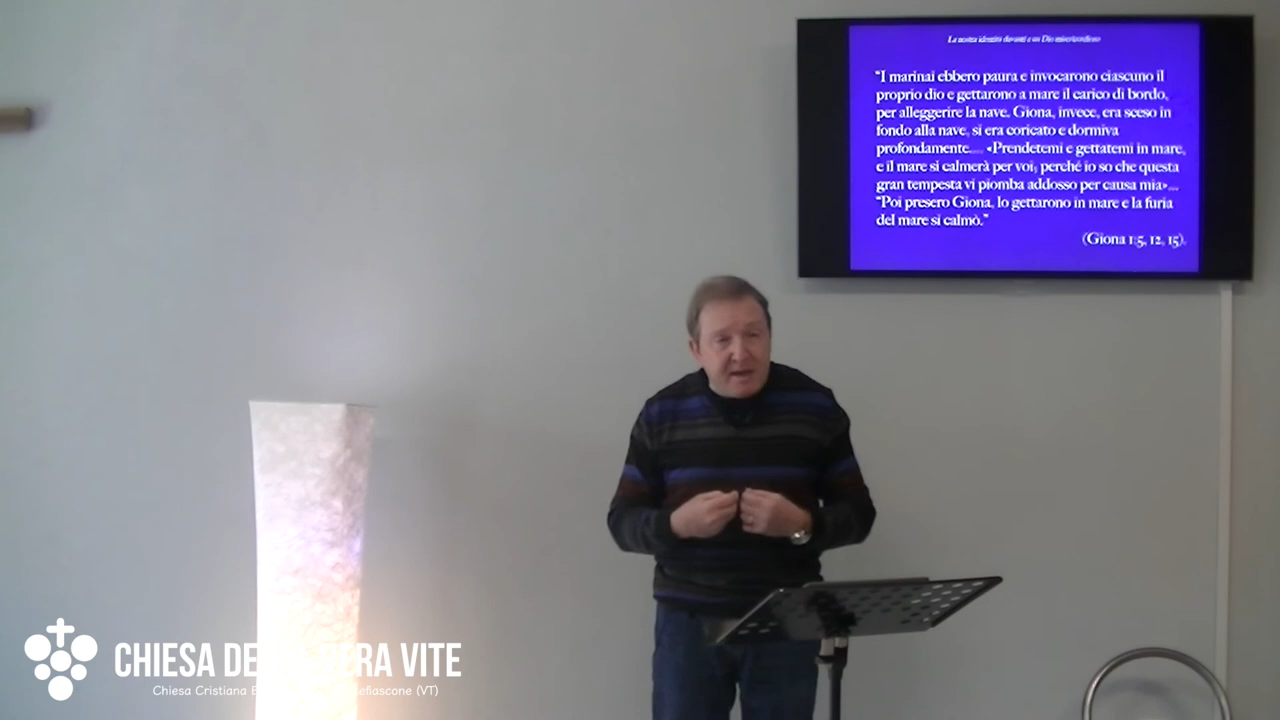 La nostra identità davanti a un Dio misericordioso
“I marinai ebbero paura e invocarono ciascuno il
proprio dio e gettarono a mare il carico di bordo,
per alleggerire la nave. Giona, invece, era sceso in
fondo alla nave, si era coricato e dormiva
profondamente.... «Prendetemi e gettatemi in mare,
e il mare si calmerà per voi; perché io so che questa
gran tempesta vi piomba addosso per causa mia»....
“Poi presero Giona, lo gettarono in mare e la furia
del mare si calmò.”
(Giona 1:5, 12, 15).
CHIESA DE VITE
Chiesa Cristiana (VT)